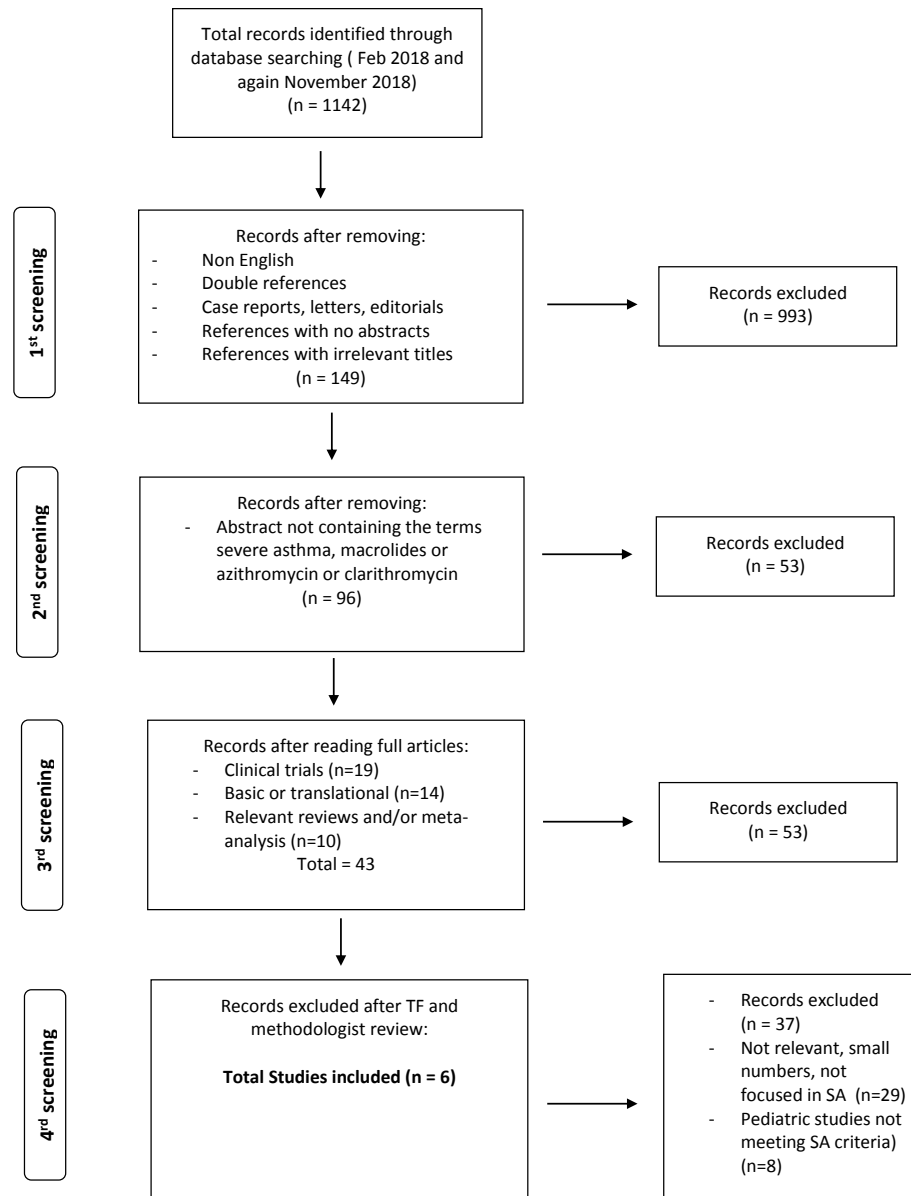 Total records identified through
database searching ( Feb 2018 and
again November 2018)
(n = 1142)
1st screening
Records after removing:
- Non English
- Double references
- Case reports, letters, editorials
- References with no abstracts
- References with irrelevant titles
(n = 149)
Records excluded
(n = 993)
2nd screening
Records after removing:
- Abstract not containing the terms
severe asthma, macrolides or
azithromycin or clarithromycin
(n = 96)
Records excluded
(n = 53)
3rd screening
Records after reading full articles:
- Clinical trials (n=19)
- Basic or translational (n=14)
- Relevant reviews and/or meta-
analysis (n=10)
Total = 43
Records excluded
(n = 53)
4rd screening
Records excluded after TF and
methodologist review:
Total Studies included (n = 6)
- Records excluded
(n = 37)
- Not relevant, small
numbers, not
focused in SA (n=29)
- Pediatric studies not
meeting SA criteria)
(n=8)